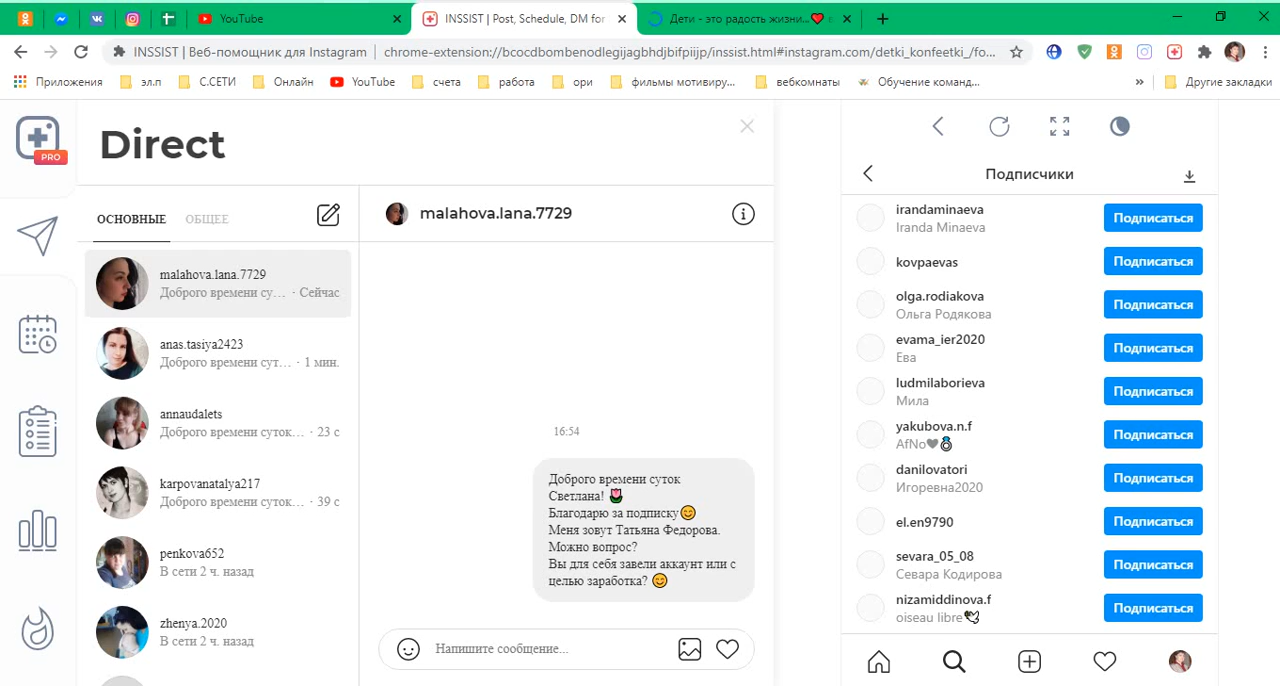 YouTube
INSSIST | Post, Schedule, DM for
Дети - это радость жизни...❤️ в
INSSIST | Веб-помощник для Instagram
chrome-extension://bcocdbombenodlegijagbhdjbifpiijp/inssist.html#instagram.com/detki_konfeetki_/fo...
Приложения
эл.п
С.СЕТИ
Онлайн
YouTube
счета
работа
ори
фильмы мотивиру...
вебкомнаты
Обучение команд...
»
Другие закладки
PRO
Direct
ОСНОВНЫЕ
ОБЩЕЕ
malahova.lana.7729
Доброго времени су... · Сейчас
anas.tasiya2423
Доброго времени сут... · 1 мин.
annaudalets
Доброго времени суток... · 23 с
karpovanatalya217
Доброго времени суток... · 39 с
penkova652
В сети 2 ч. назад
zhenya.2020
В сети 2 ч. назад
malahova.lana.7729
16:54
Доброго времени суток
Светлана! 🌷
Благодарю за подписку😊
Меня зовут Татьяна Федорова.
Можно вопрос?
Вы для себя завели аккаунт или с
целью заработка? 😊
Напишите сообщение...
Подписчики
irandaminaeva
Iranda Minaeva
Подписаться
kovpaevas
Подписаться
olga.rodiakova
Ольга Родякова
Подписаться
evama_ier2020
Ева
Подписаться
ludmilaborieva
Мила
Подписаться
yakubova.n.f
AfNo🖤💍
Подписаться
danilovatori
Игоревна2020
Подписаться
el.en9790
Подписаться
sevara_05_08
Севара Кодирова
Подписаться
nizamiddinova.f
oiseau libre🕊
Подписаться